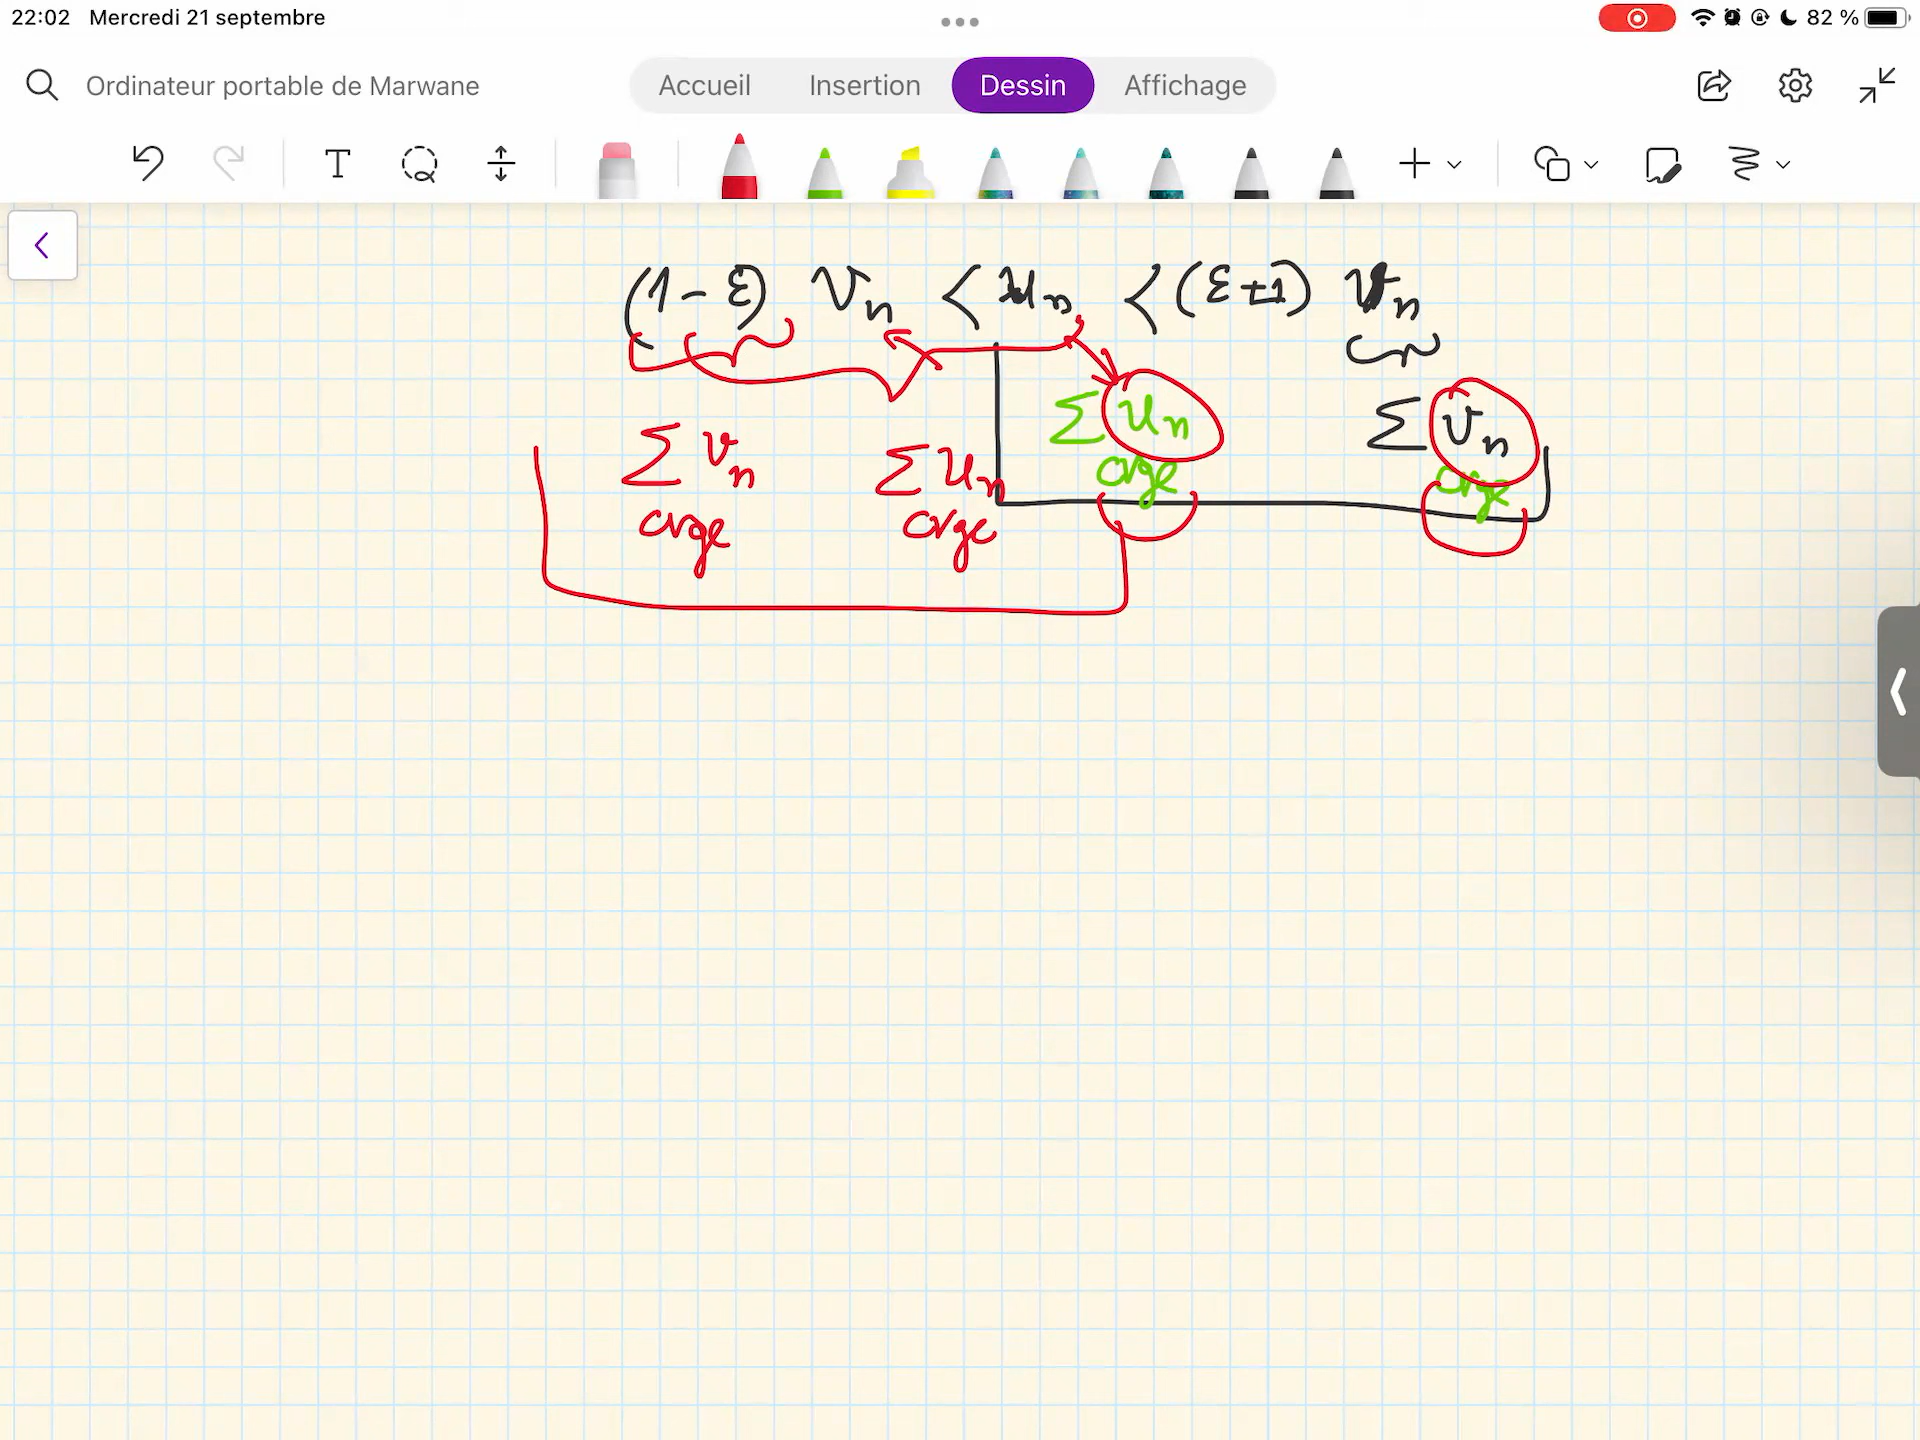 22:02 Mercredi 21 septembre 82 %
Ordinateur portable de Marwane Accueil Insertion Dessin Affichage
T
(1-ε) Vn < un < (ε+1) Vn
Σ un Σ Vn
cvge cvge
Σ vn Σ un
cvge cvge